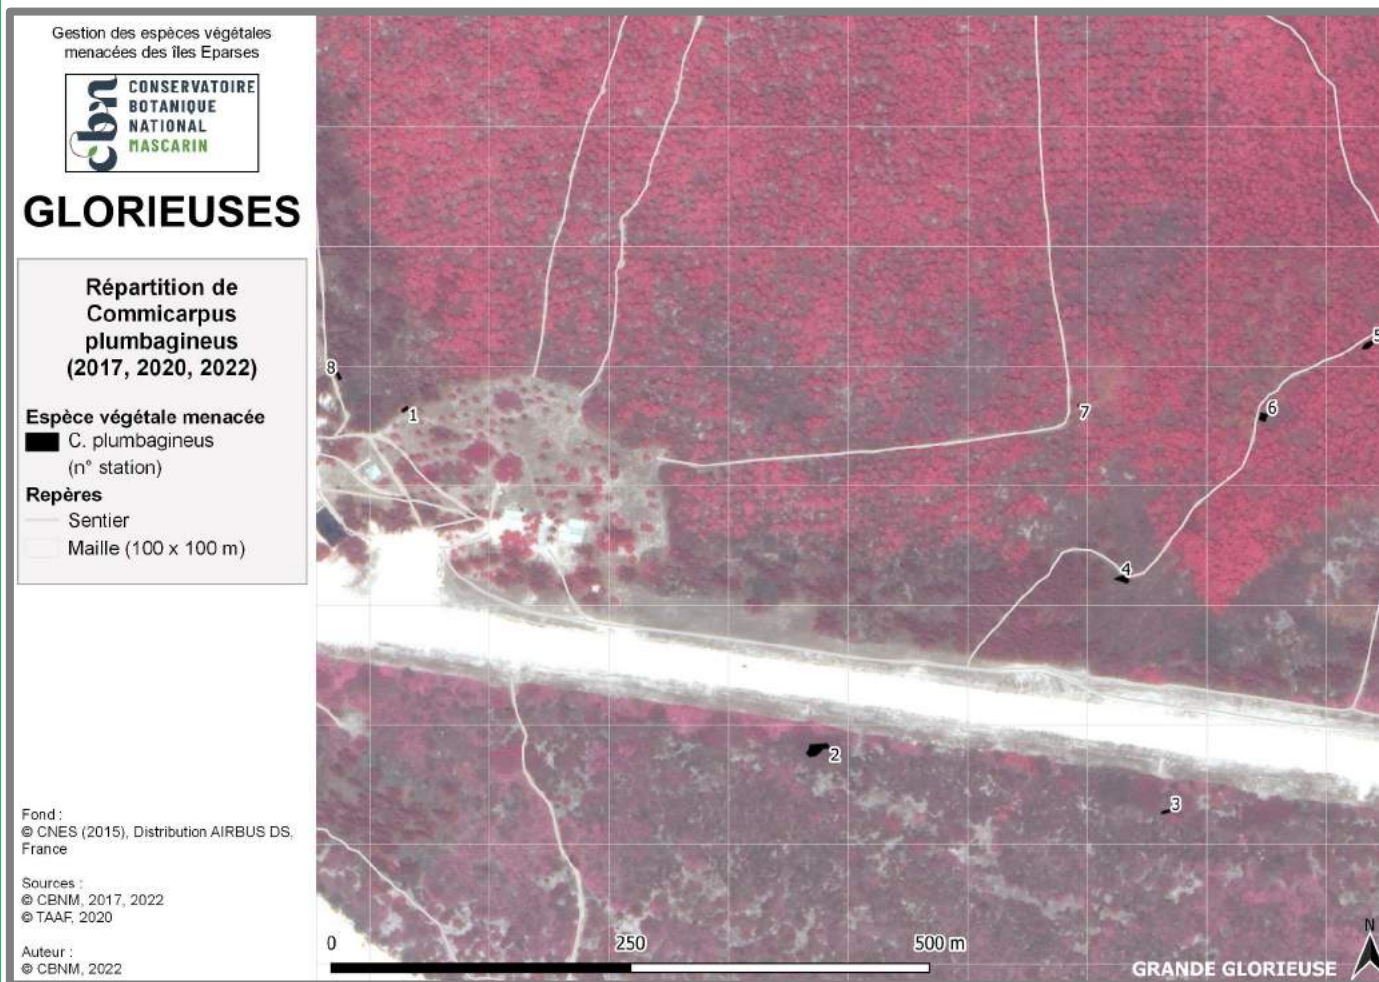 Gestion des espèces végétales
menacées des îles Eparses
cbn
CONSERVATOIRE
BOTANIQUE
NATIONAL
MASCARIN
GLORIEUSES
Répartition de
Commicarpus
plumbagineus
(2017, 2020, 2022)
Espèce végétale menacée
C. plumbagineus
(n° station)
Repères
Sentier
Maille (100 x 100 m)
Fond :
© CNES (2015), Distribution AIRBUS DS,
France
Sources :
© CBNM, 2017, 2022
© TAAF, 2020
Auteur :
© CBNM, 2022
5
8
1
7
6
4
2
3
0 250 500 m
N
GRANDE GLORIEUSE